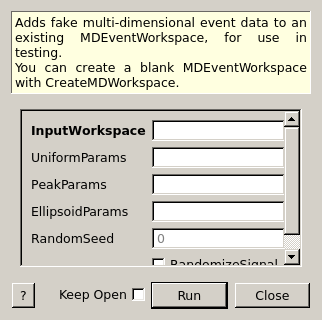 Adds fake multi-dimensional event data to an
existing MDEventWorkspace, for use in
testing.
You can create a blank MDEventWorkspace
with CreateMDWorkspace.
InputWorkspace
UniformParams
PeakParams
EllipsoidParams
RandomSeed 0
RandomizeSignal
? Keep Open Run Close